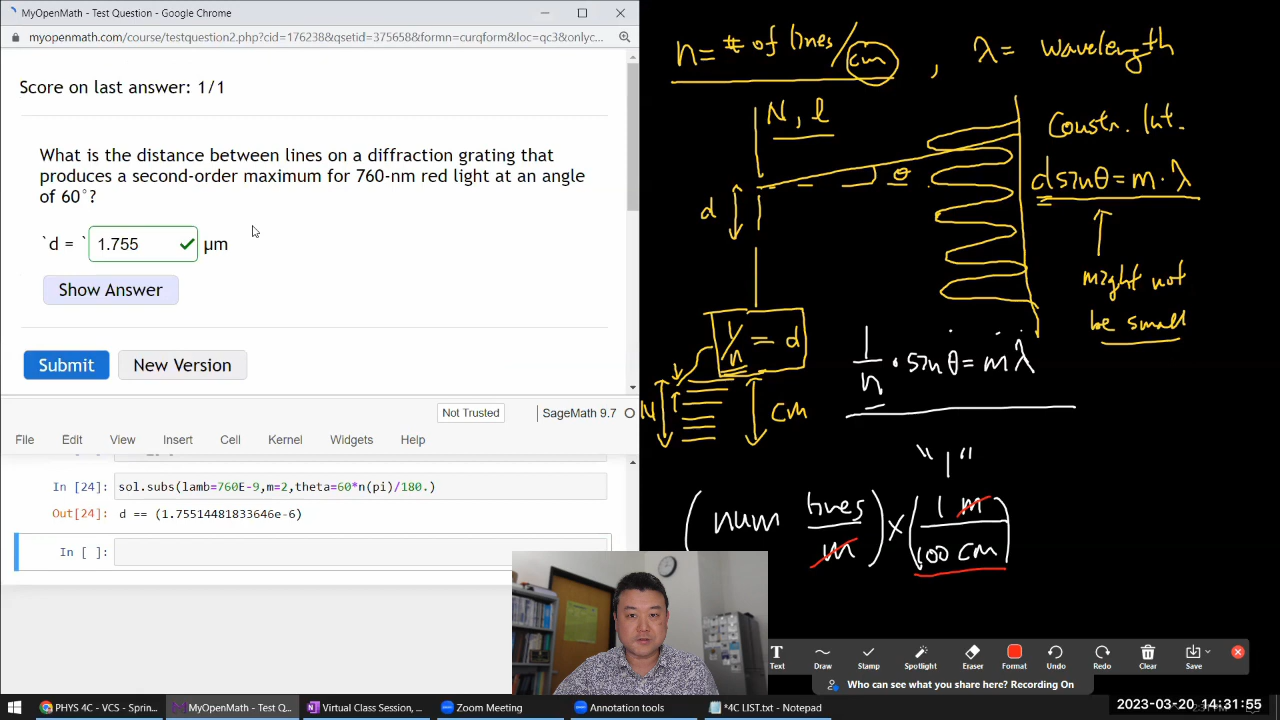 MyOpenMath - Test Question - Google Chrome
myopenmath.com/course/testquestion2.php?cid=176238&qsetid=375658&formn=curqform&loc=qc3&onlyc...
Score on last answer: 1/1
What is the distance between lines on a diffraction grating that
produces a second-order maximum for 760-nm red light at an angle
of 60°?
`d = ` 1.755 μm
Show Answer
Submit New Version
Not Trusted SageMath 9.7
File Edit View Insert Cell Kernel Widgets Help
In [24]: sol.subs(lamb=760E-9,m=2,theta=60*n(pi)/180.)
Out[24]: d == (1.75514481833696e-6)
In [ ]:
n = # of lines/cm , λ = wavelength
N, l
θ
d
Constr. Int.
d sinθ = m·λ
might not
be small
1/n = d
N
cm
1/n · sinθ = mλ
"1"
(num lines/m) × (1 m/100 cm)
Text Draw Stamp Spotlight Eraser Format Undo Redo Clear Save
Who can see what you share here? Recording On
PHYS 4C - VCS - Sprin... MyOpenMath - Test Q... Virtual Class Session, ... Zoom Meeting Annotation tools *4C LIST.txt - Notepad
2023-03-20 14:31:55